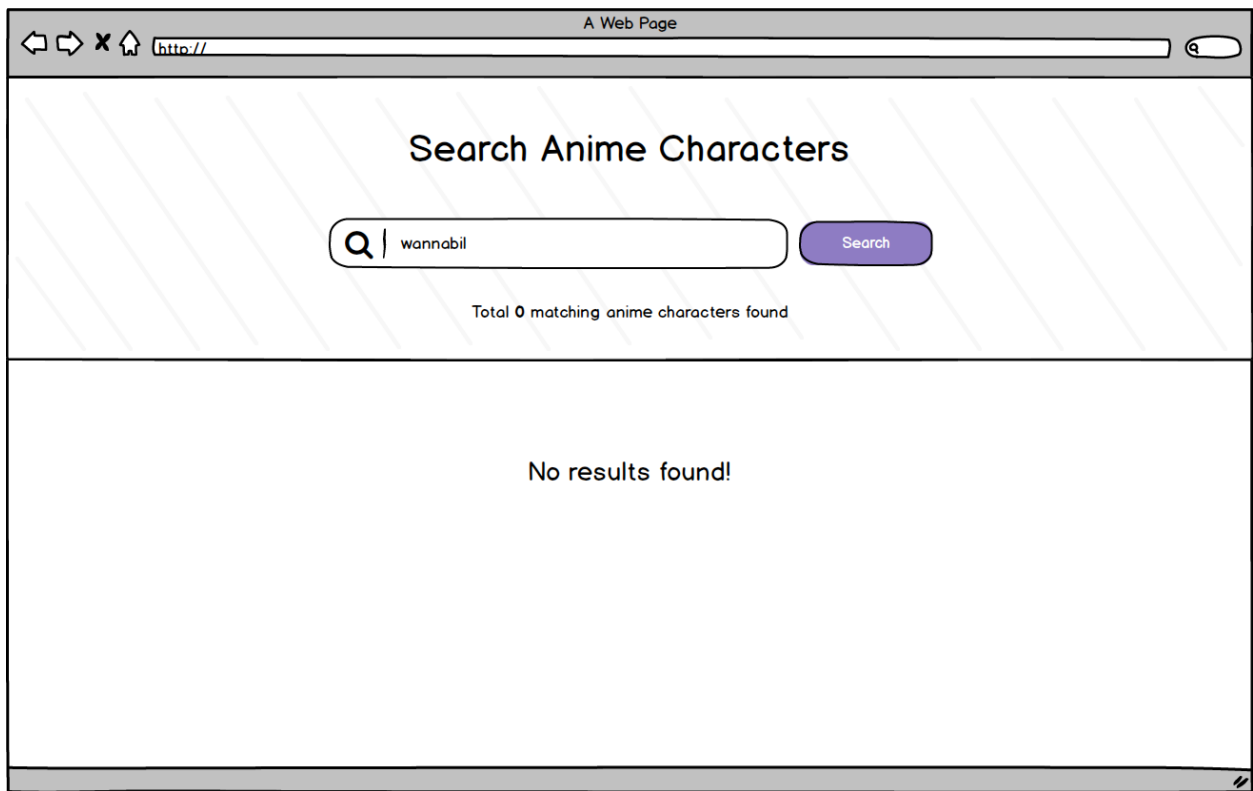 A Web Page
http://
Search Anime Characters
wannabil
Search
Total 0 matching anime characters found
No results found!